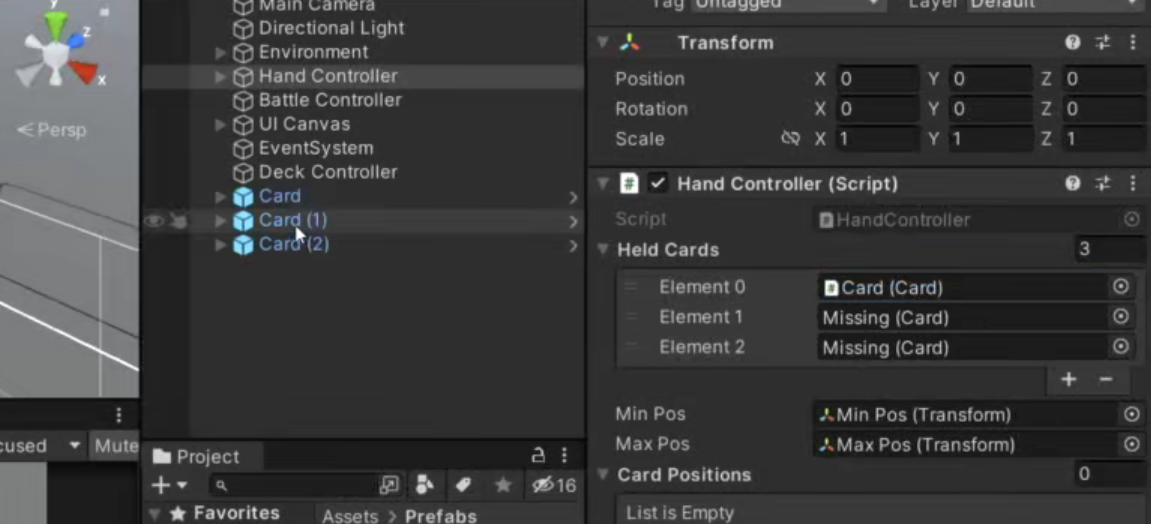 y
z
x
<Persp
cused
Mute
Main Camera
Directional Light
Environment
Hand Controller
Battle Controller
UI Canvas
EventSystem
Deck Controller
Card
Card (1)
Card (2)
Project
16
Favorites
Assets > Prefabs
Tag Untagged Layer Default
Transform
Position X 0 Y 0 Z 0
Rotation X 0 Y 0 Z 0
Scale X 1 Y 1 Z 1
# Hand Controller (Script)
Script HandController
Held Cards 3
Element 0 Card (Card)
Element 1 Missing (Card)
Element 2 Missing (Card)
+ −
Min Pos Min Pos (Transform)
Max Pos Max Pos (Transform)
Card Positions 0
List is Empty